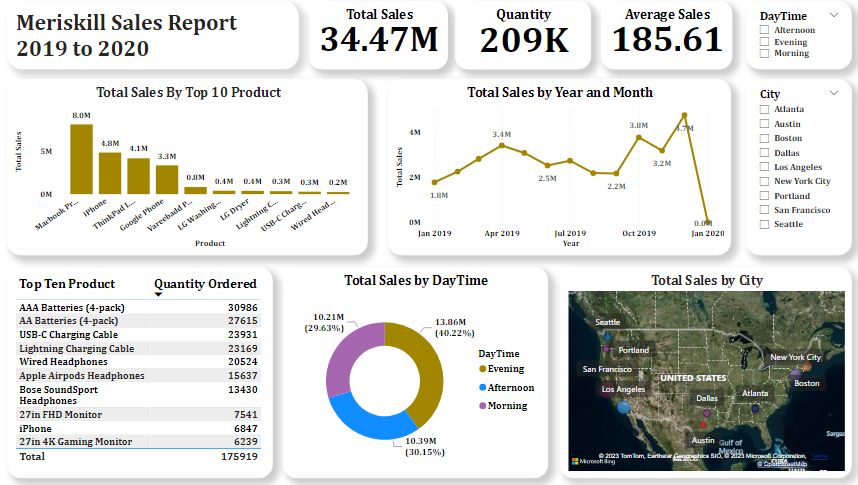 Meriskill Sales Report
2019 to 2020
Total Sales
34.47M
Quantity
209K
Average Sales
185.61
DayTime
Afternoon
Evening
Morning
Total Sales By Top 10 Product
Total Sales
5M
0M
8.0M
4.8M
4.1M
3.3M
0.8M
0.4M
0.4M
0.3M
0.3M
0.2M
Macbook Pr...
iPhone
ThinkPad L...
Google Phone
Vareebadd P...
LG Washing...
LG Dryer
Lightning C...
USB-C Charg...
Wired Head...
Product
Total Sales by Year and Month
Total Sales
4M
2M
0M
1.8M
3.4M
2.5M
2.2M
3.8M
3.2M
4.7M
0.0M
Jan 2019
Apr 2019
Jul 2019
Oct 2019
Jan 2020
Year
City
Atlanta
Austin
Boston
Dallas
Los Angeles
New York City
Portland
San Francisco
Seattle
Top Ten Product Quantity Ordered
AAA Batteries (4-pack) 30986
AA Batteries (4-pack) 27615
USB-C Charging Cable 23931
Lightning Charging Cable 23169
Wired Headphones 20524
Apple Airpods Headphones 15637
Bose SoundSport Headphones 13430
27in FHD Monitor 7541
iPhone 6847
27in 4K Gaming Monitor 6239
Total 175919
Total Sales by DayTime
10.21M
(29.63%)
13.86M
(40.22%)
10.39M
(30.15%)
DayTime
Evening
Afternoon
Morning
Total Sales by City
Seattle
Portland
San Francisco
UNITED STATES
New York City
Los Angeles
Boston
Dallas
Atlanta
Austin
Gulf of
Mexico
MEXICO
CUBA
Sargas
Microsoft Bing
© 2023 TomTom, Earthstar Geographics SIO, © 2023 Microsoft Corporation, Terms
© OpenStreetMap